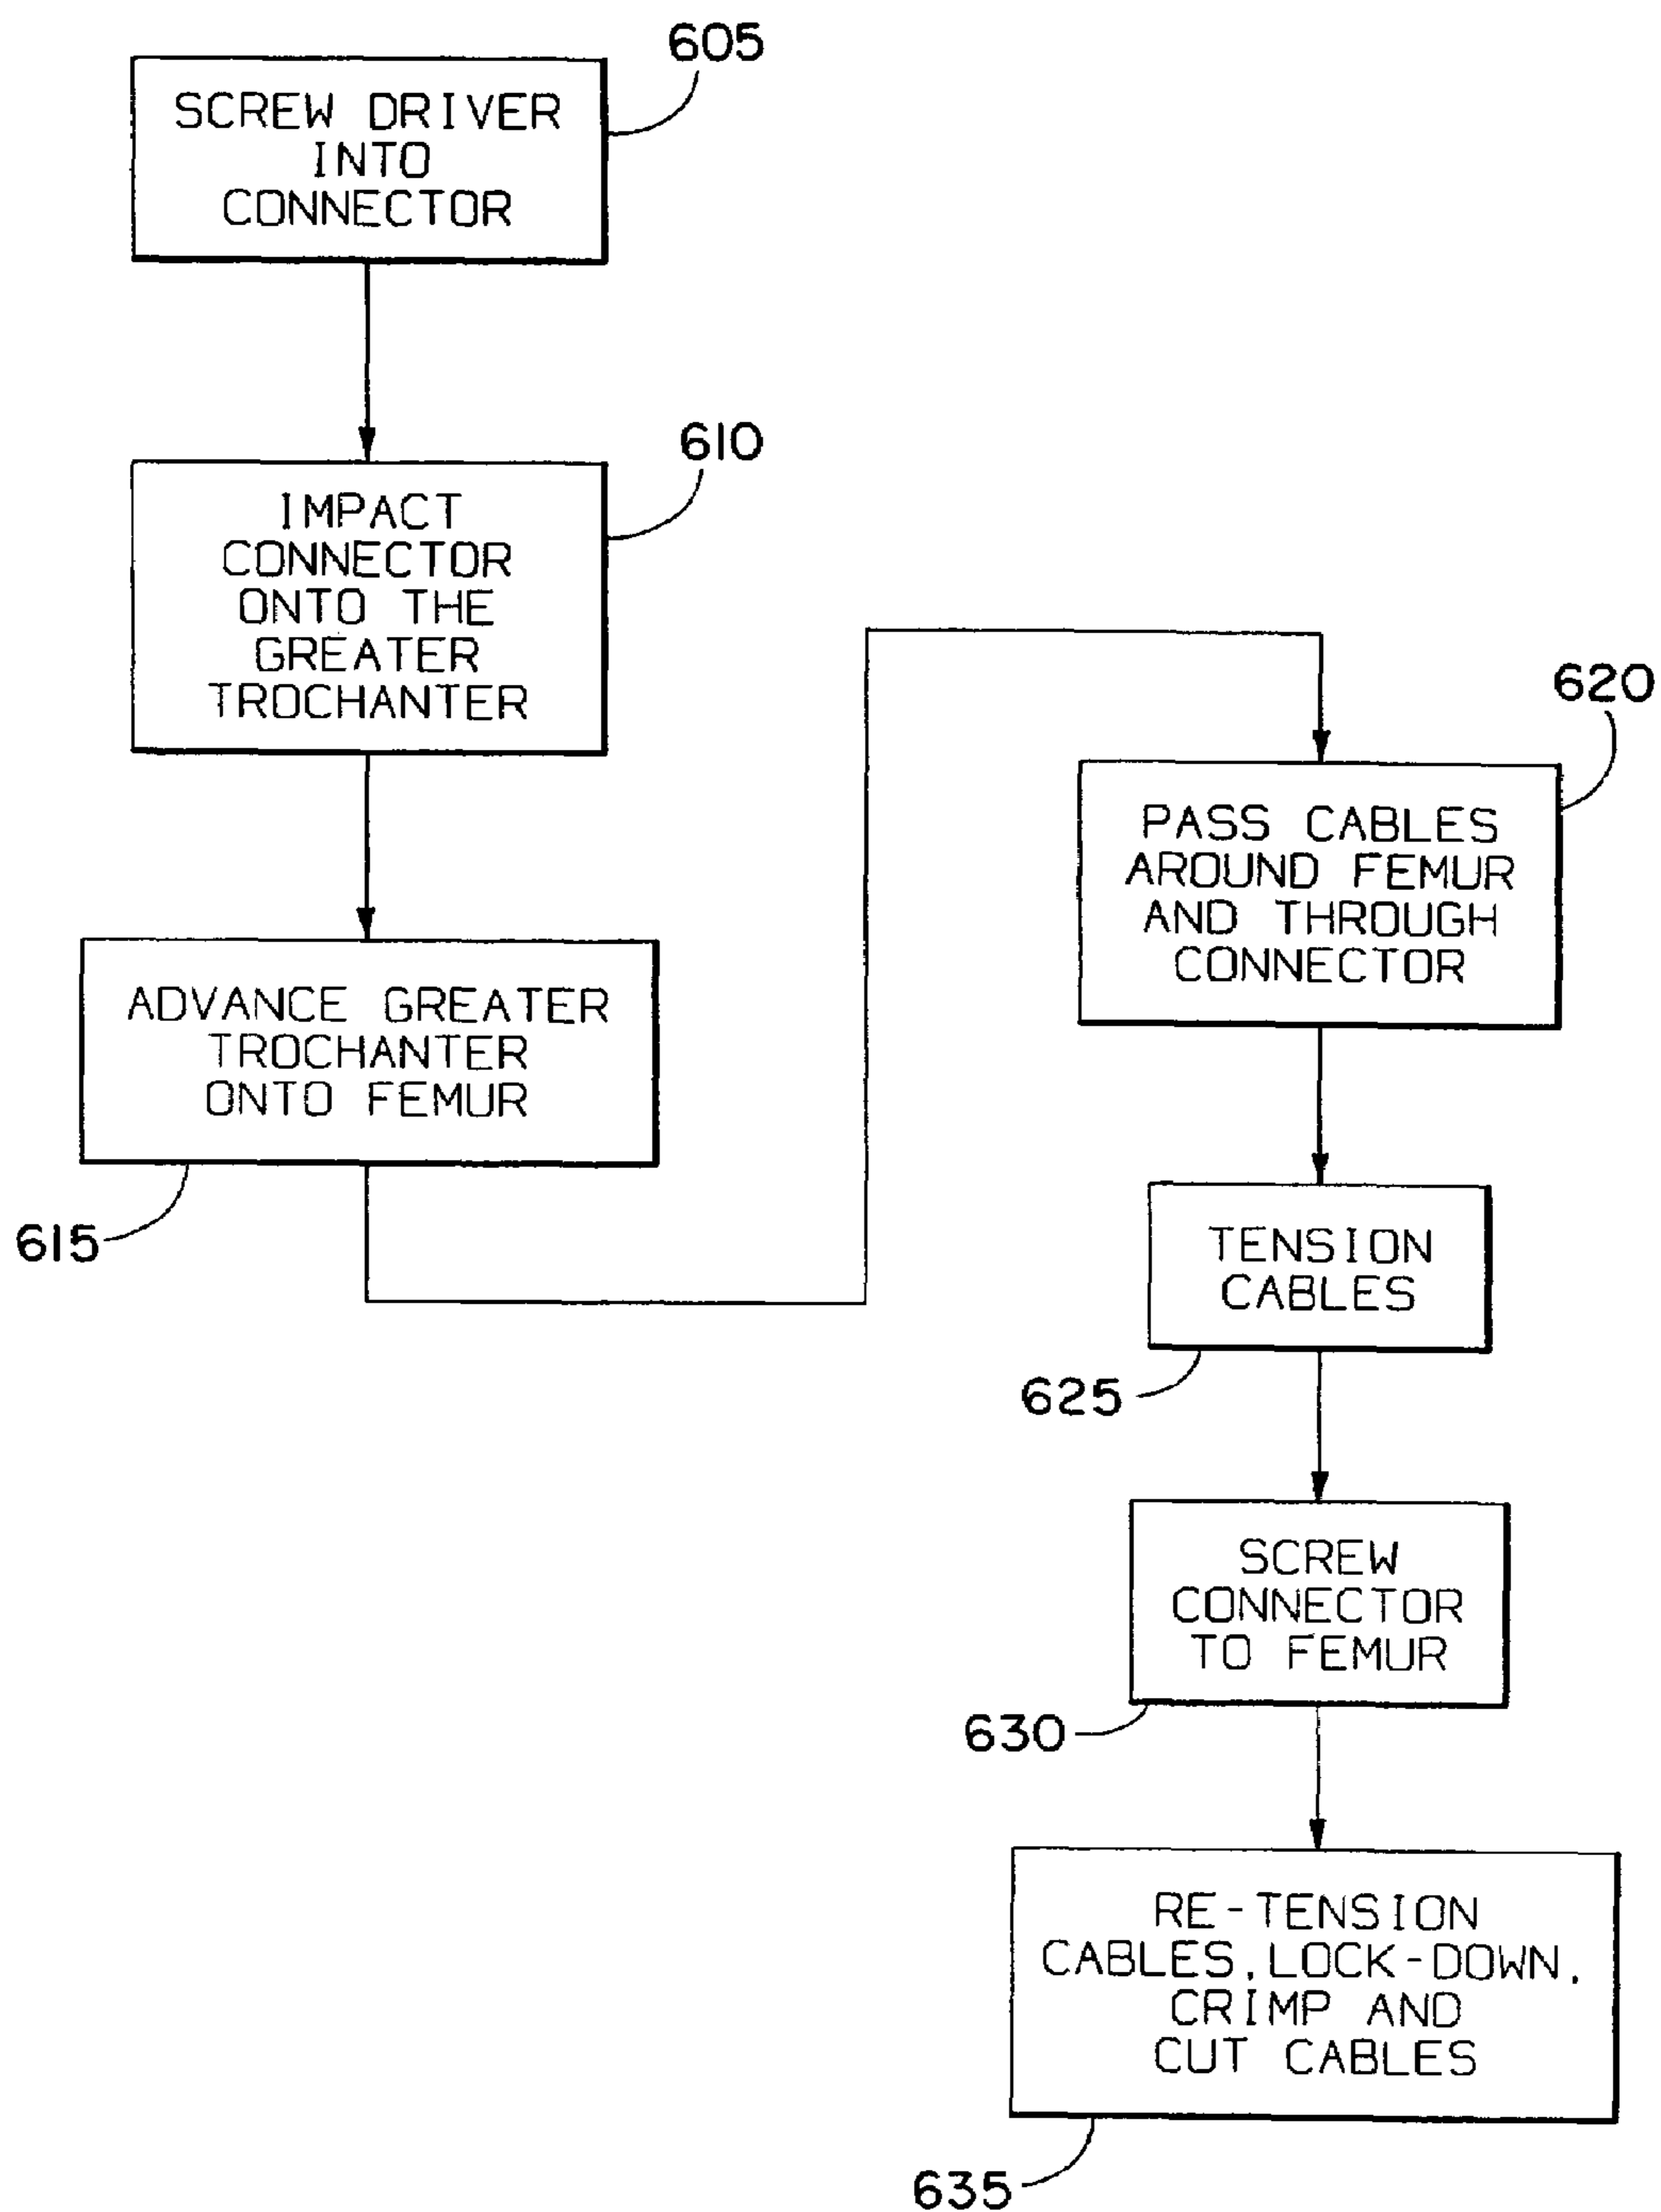 605
SCREW DRIVER
INTO
CONNECTOR
610
IMPACT
CONNECTOR
ONTO THE
GREATER
TROCHANTER
ADVANCE GREATER
TROCHANTER
ONTO FEMUR
615
620
PASS CABLES
AROUND FEMUR
AND THROUGH
CONNECTOR
TENSION
CABLES
625
SCREW
CONNECTOR
TO FEMUR
630
RE-TENSION
CABLES, LOCK-DOWN,
CRIMP AND
CUT CABLES
635